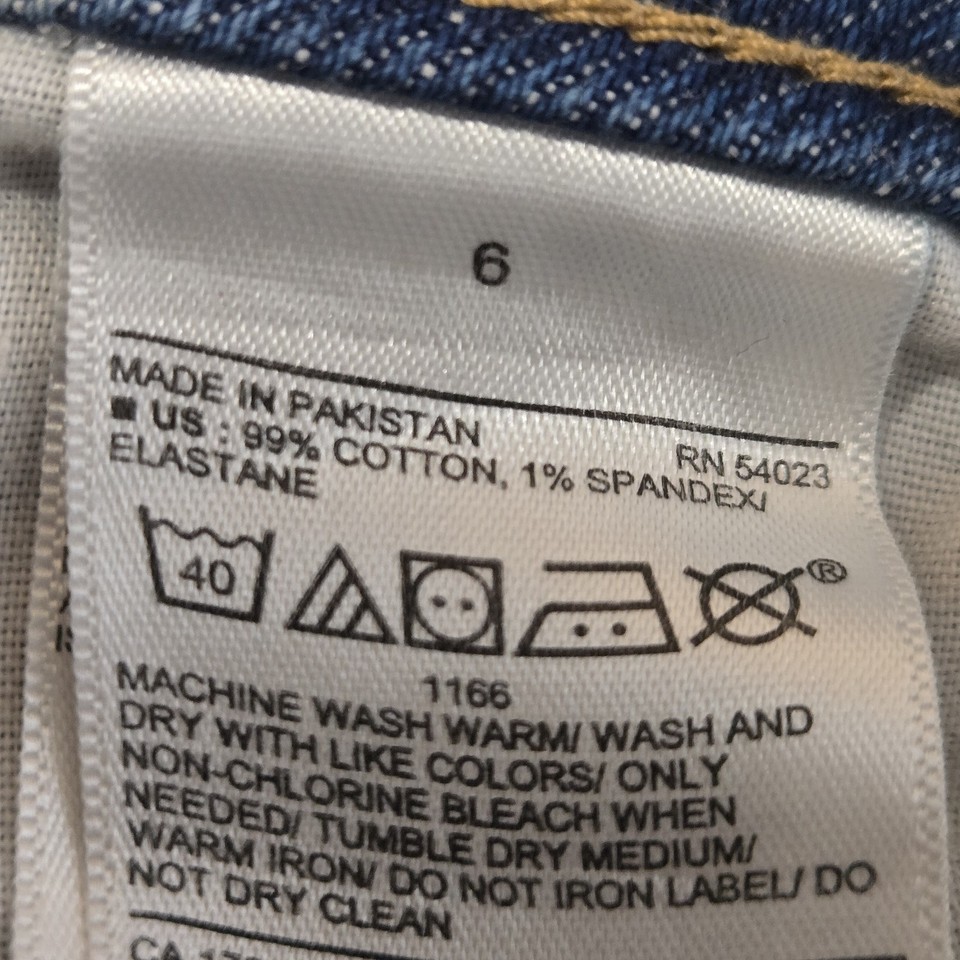 6
MADE IN PAKISTAN
RN 54023
■ US : 99% COTTON, 1% SPANDEX/
ELASTANE
40
®
1166
MACHINE WASH WARM/ WASH AND
DRY WITH LIKE COLORS/ ONLY
NON-CHLORINE BLEACH WHEN
NEEDED/ TUMBLE DRY MEDIUM/
WARM IRON/ DO NOT IRON LABEL/ DO
NOT DRY CLEAN
CA